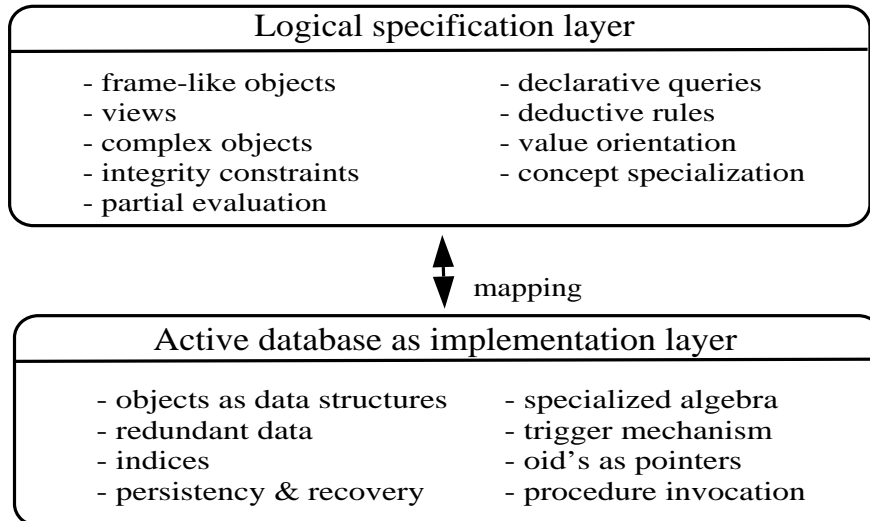 Logical specification layer
- frame-like objects
- views
- complex objects
- integrity constraints
- partial evaluation
- declarative queries
- deductive rules
- value orientation
- concept specialization
mapping
Active database as implementation layer
- objects as data structures
- redundant data
- indices
- persistency & recovery
- specialized algebra
- trigger mechanism
- oid's as pointers
- procedure invocation